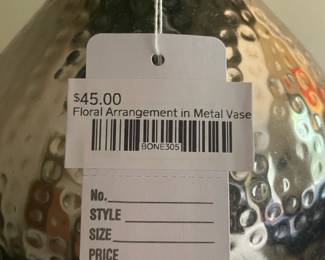 $45.00
Floral Arrangement in Metal Vase
BONE305
No.
STYLE
SIZE
PRICE